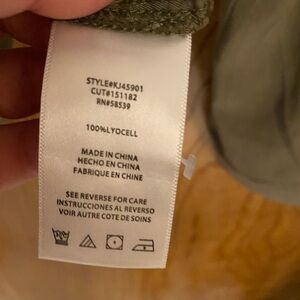 STYLE#KJ45901
CUT#151182
RN#58539
100%LYOCELL
MADE IN CHINA
HECHO EN CHINA
FABRIQUE EN CHINE
SEE REVERSE FOR CARE
INSTRUCCIONES AL REVERSO
VOIR AUTRE COTE DE SOINS